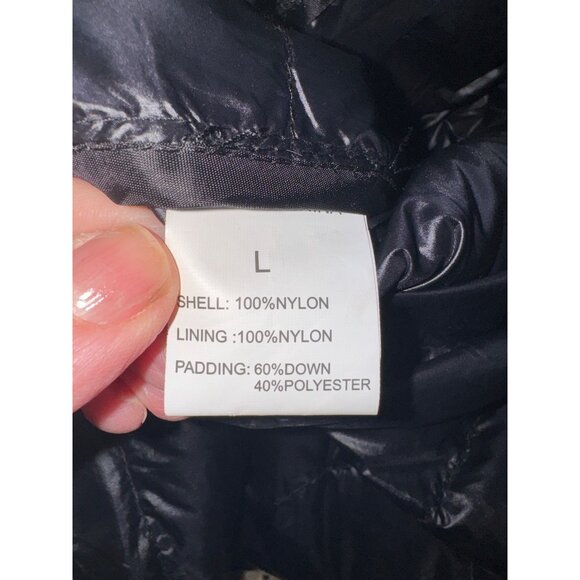 L
SHELL: 100%NYLON
LINING :100%NYLON
PADDING: 60%DOWN
40%POLYESTER